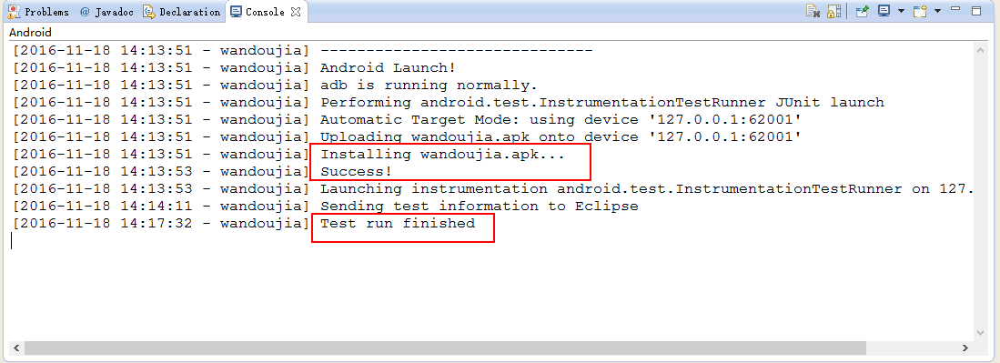 Problems @ Javadoc Declaration Console
Android
[2016-11-18 14:13:51 - wandoujia] ------------------------------
[2016-11-18 14:13:51 - wandoujia] Android Launch!
[2016-11-18 14:13:51 - wandoujia] adb is running normally.
[2016-11-18 14:13:51 - wandoujia] Performing android.test.InstrumentationTestRunner JUnit launch
[2016-11-18 14:13:51 - wandoujia] Automatic Target Mode: using device '127.0.0.1:62001'
[2016-11-18 14:13:51 - wandoujia] Uploading wandoujia.apk onto device '127.0.0.1:62001'
[2016-11-18 14:13:51 - wandoujia] Installing wandoujia.apk...
[2016-11-18 14:13:53 - wandoujia] Success!
[2016-11-18 14:13:53 - wandoujia] Launching instrumentation android.test.InstrumentationTestRunner on 127.
[2016-11-18 14:14:11 - wandoujia] Sending test information to Eclipse
[2016-11-18 14:17:32 - wandoujia] Test run finished